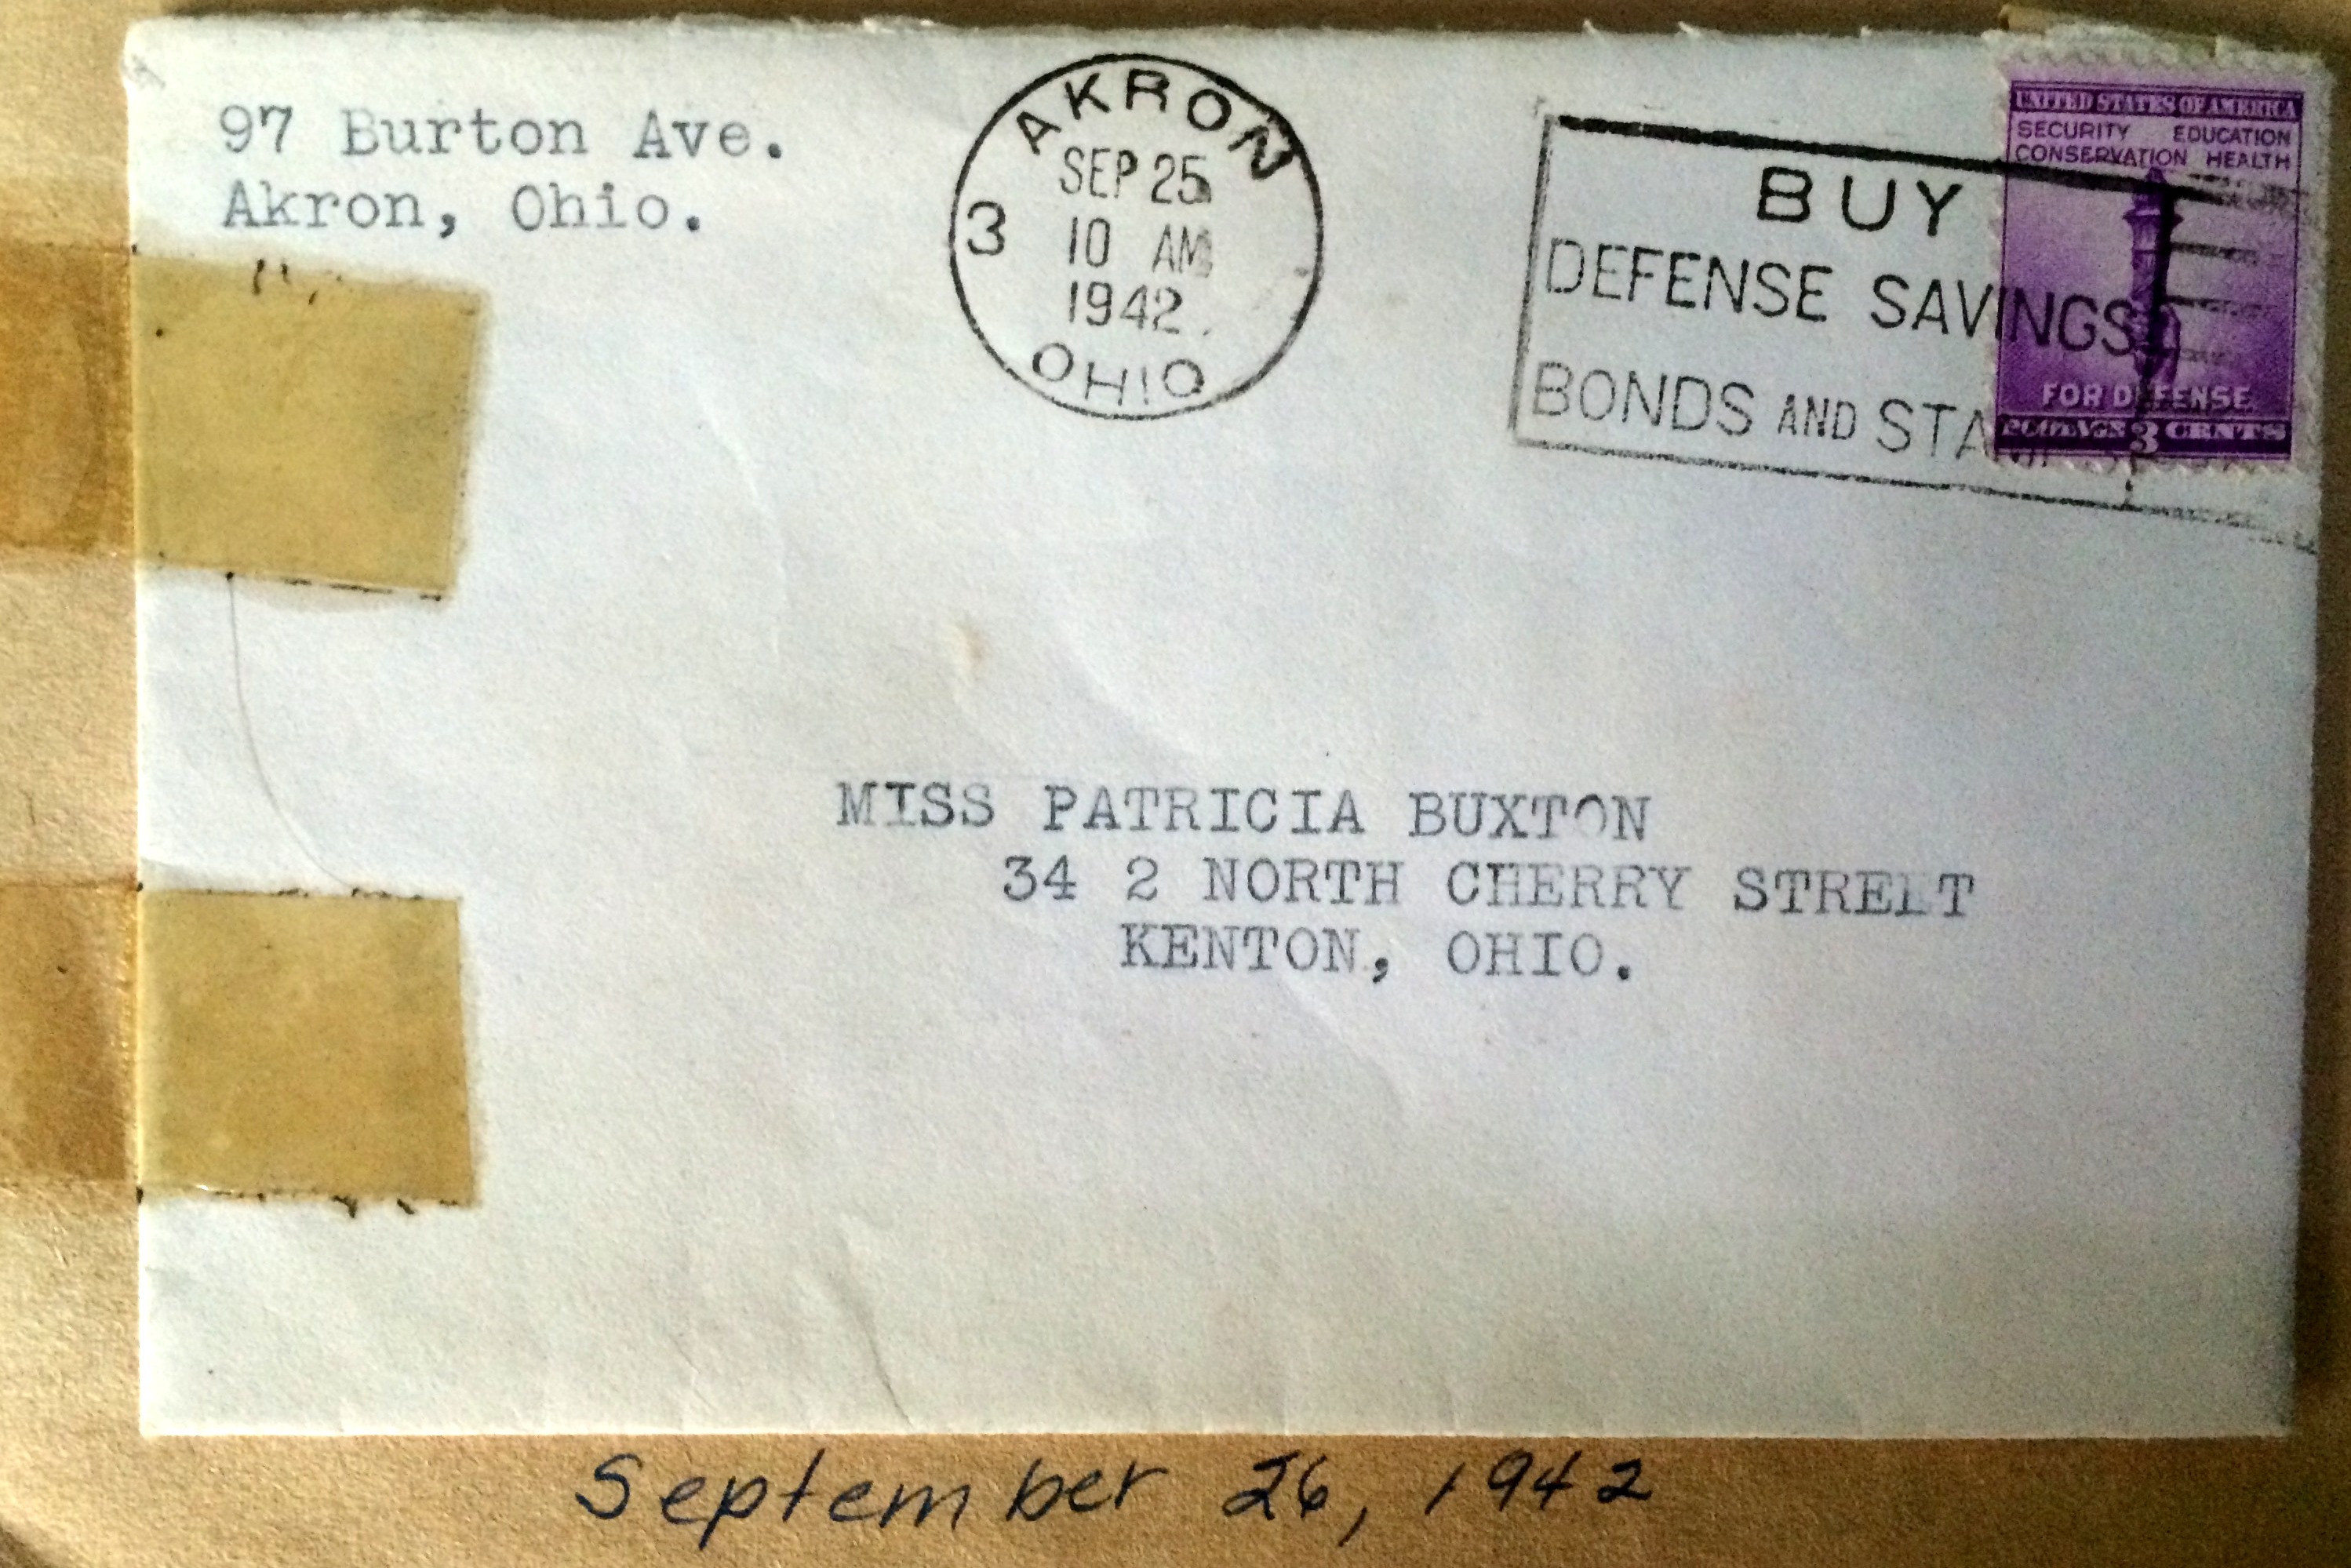 97 Burton Ave.
Akron, Ohio.
AKRON
SEP 25
3 10 AM
1942
OHIO
BUY
DEFENSE SAVINGS
BONDS AND STA
UNITED STATES OF AMERICA
SECURITY EDUCATION
CONSERVATION HEALTH
FOR DEFENSE
POSTAGE 3 CENTS
MISS PATRICIA BUXTON
34 2 NORTH CHERRY STREET
KENTON, OHIO.
September 26, 1942